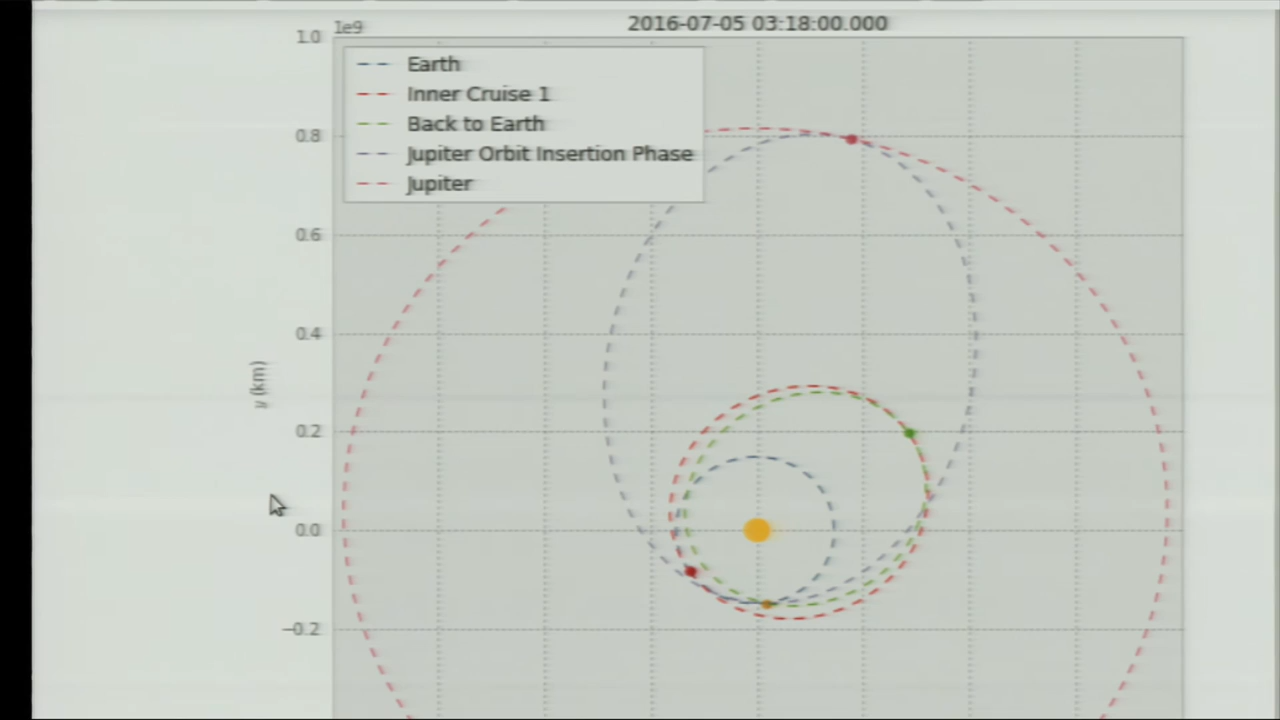 2016-07-05 03:18:00.000
1e9
1.0
Earth
Inner Cruise 1
Back to Earth
Jupiter Orbit Insertion Phase
Jupiter
0.8
0.6
0.4
y (km)
0.2
0.0
−0.2